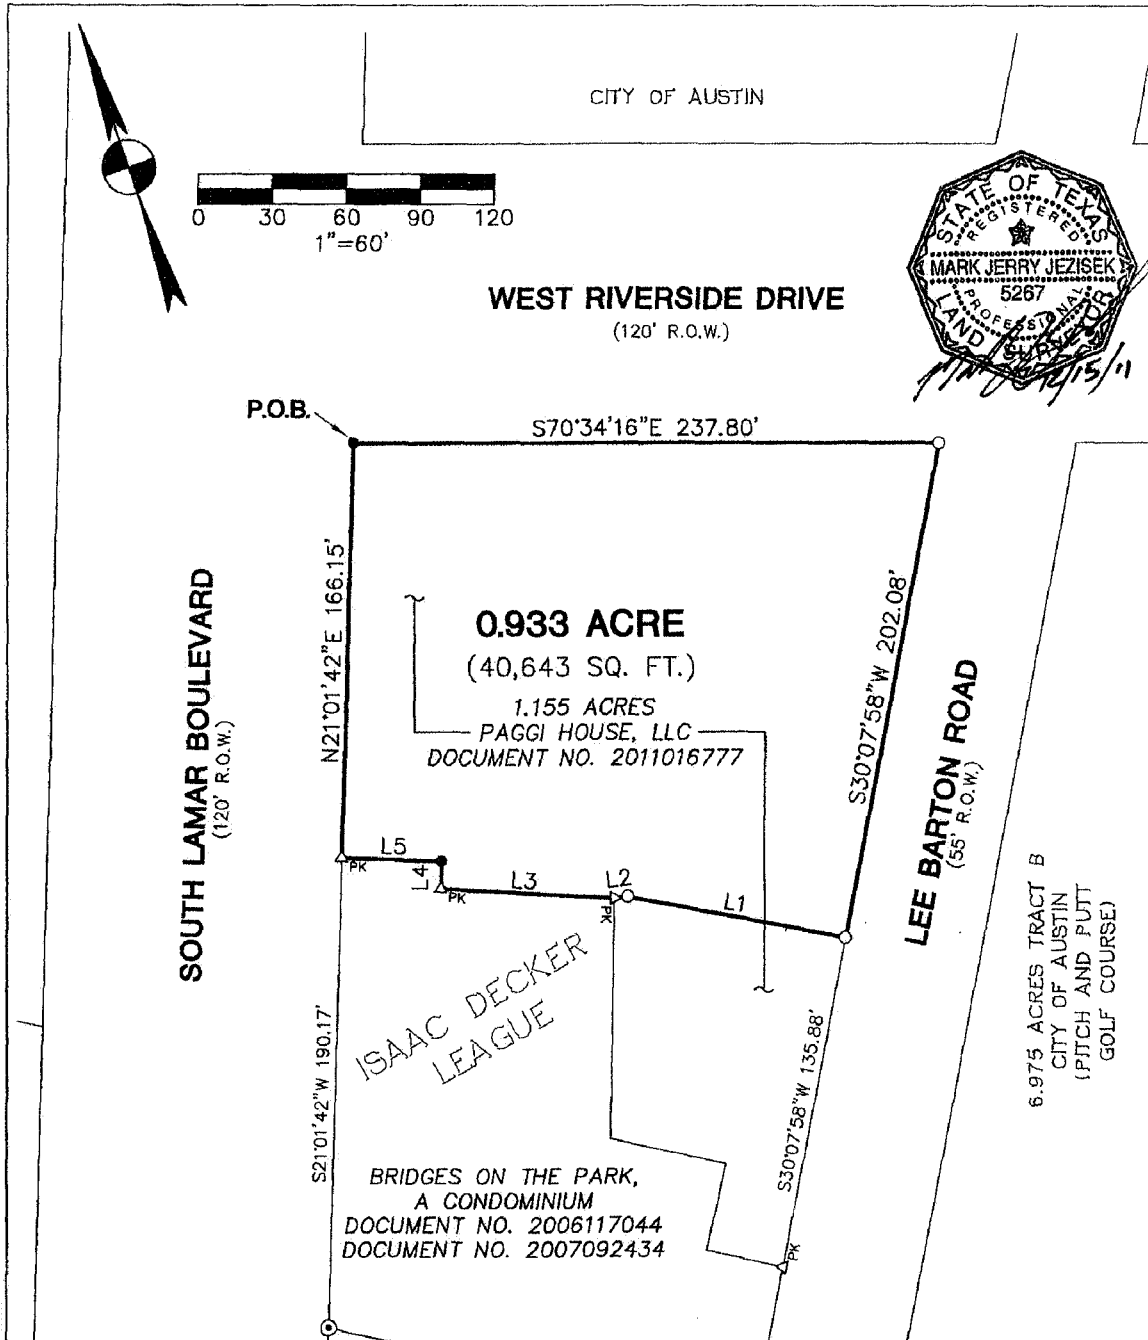 CITY OF AUSTIN
0 30 60 90 120
1"=60'
STATE OF TEXAS
REGISTERED
MARK JERRY JEZISEK
5267
PROFESSIONAL
LAND SURVEYOR
WEST RIVERSIDE DRIVE
(120' R.O.W.)
P.O.B.
S70°34'16"E 237.80'
N21°01'42"E 166.15'
SOUTH LAMAR BOULEVARD
(120' R.O.W.)
0.933 ACRE
(40,643 SQ. FT.)
1.155 ACRES
PAGGI HOUSE, LLC
DOCUMENT NO. 2011016777
S30°07'58"W 202.08'
LEE BARTON ROAD
(55' R.O.W.)
L5
PK
L4
PK
L3
L2
PK
L1
ISAAC DECKER
LEAGUE
6.975 ACRES TRACT B
CITY OF AUSTIN
(PITCH AND PUTT
GOLF COURSE)
S21°01'42"W 190.17'
S30°07'58"W 135.88'
PK
BRIDGES ON THE PARK,
A CONDOMINIUM
DOCUMENT NO. 2006117044
DOCUMENT NO. 2007092434